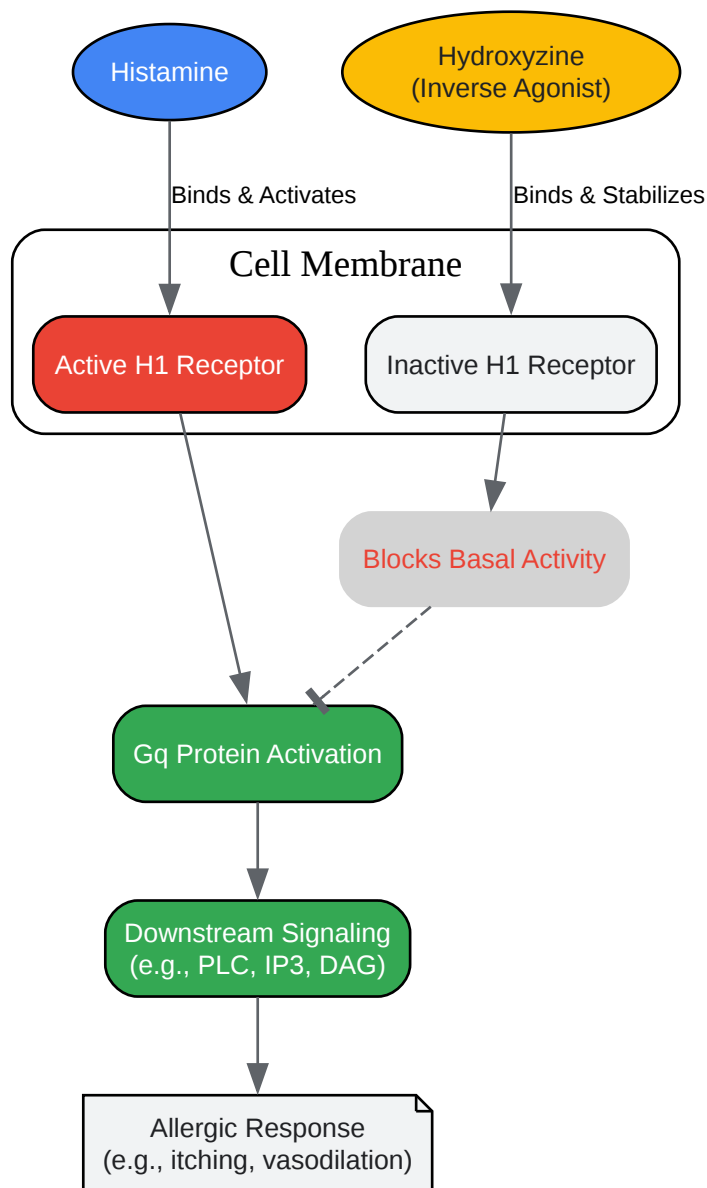 Histamine
Hydroxyzine
(Inverse Agonist)
Binds & Activates
Binds & Stabilizes
Cell Membrane
Active H1 Receptor
Inactive H1 Receptor
Blocks Basal Activity
Gq Protein Activation
Downstream Signaling
(e.g., PLC, IP3, DAG)
Allergic Response
(e.g., itching, vasodilation)